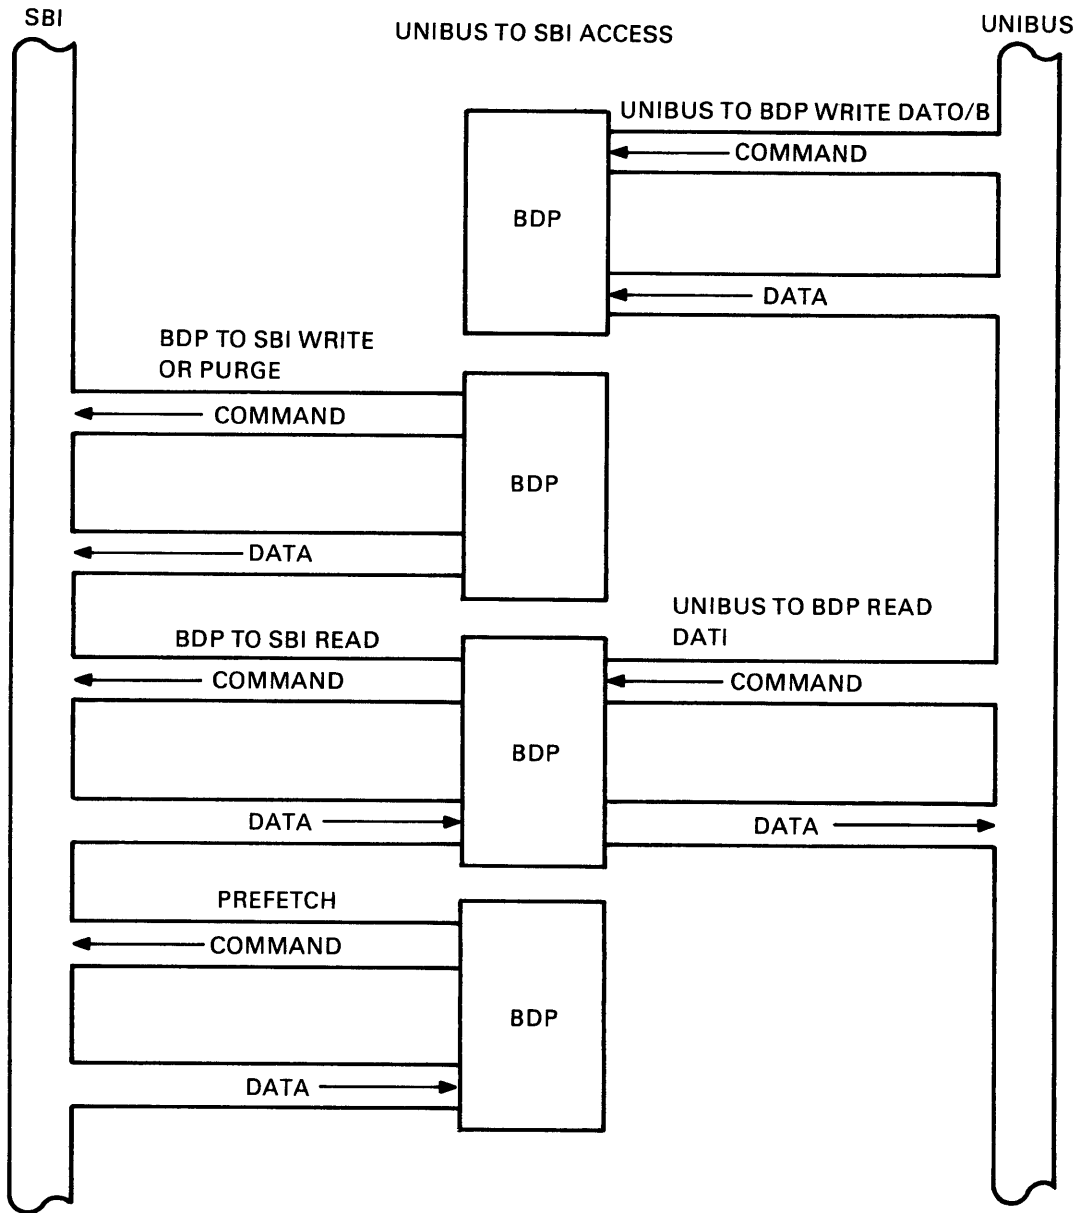 SBI
UNIBUS TO SBI ACCESS
UNIBUS
UNIBUS TO BDP WRITE DATO/B
COMMAND
BDP
DATA
BDP TO SBI WRITE
OR PURGE
COMMAND
BDP
DATA
UNIBUS TO BDP READ
DATI
BDP TO SBI READ
COMMAND
COMMAND
BDP
DATA
DATA
PREFETCH
COMMAND
BDP
DATA